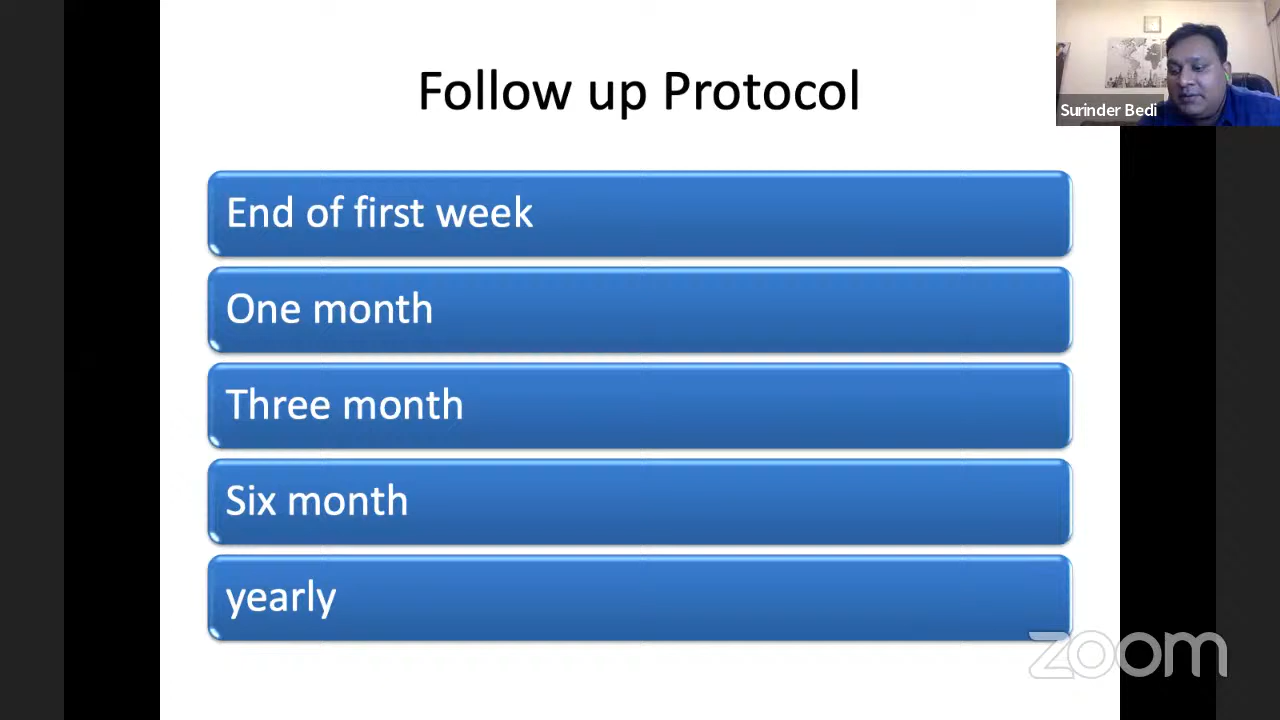 Follow up Protocol
Surinder Bedi
End of first week
One month
Three month
Six month
yearly
zoom